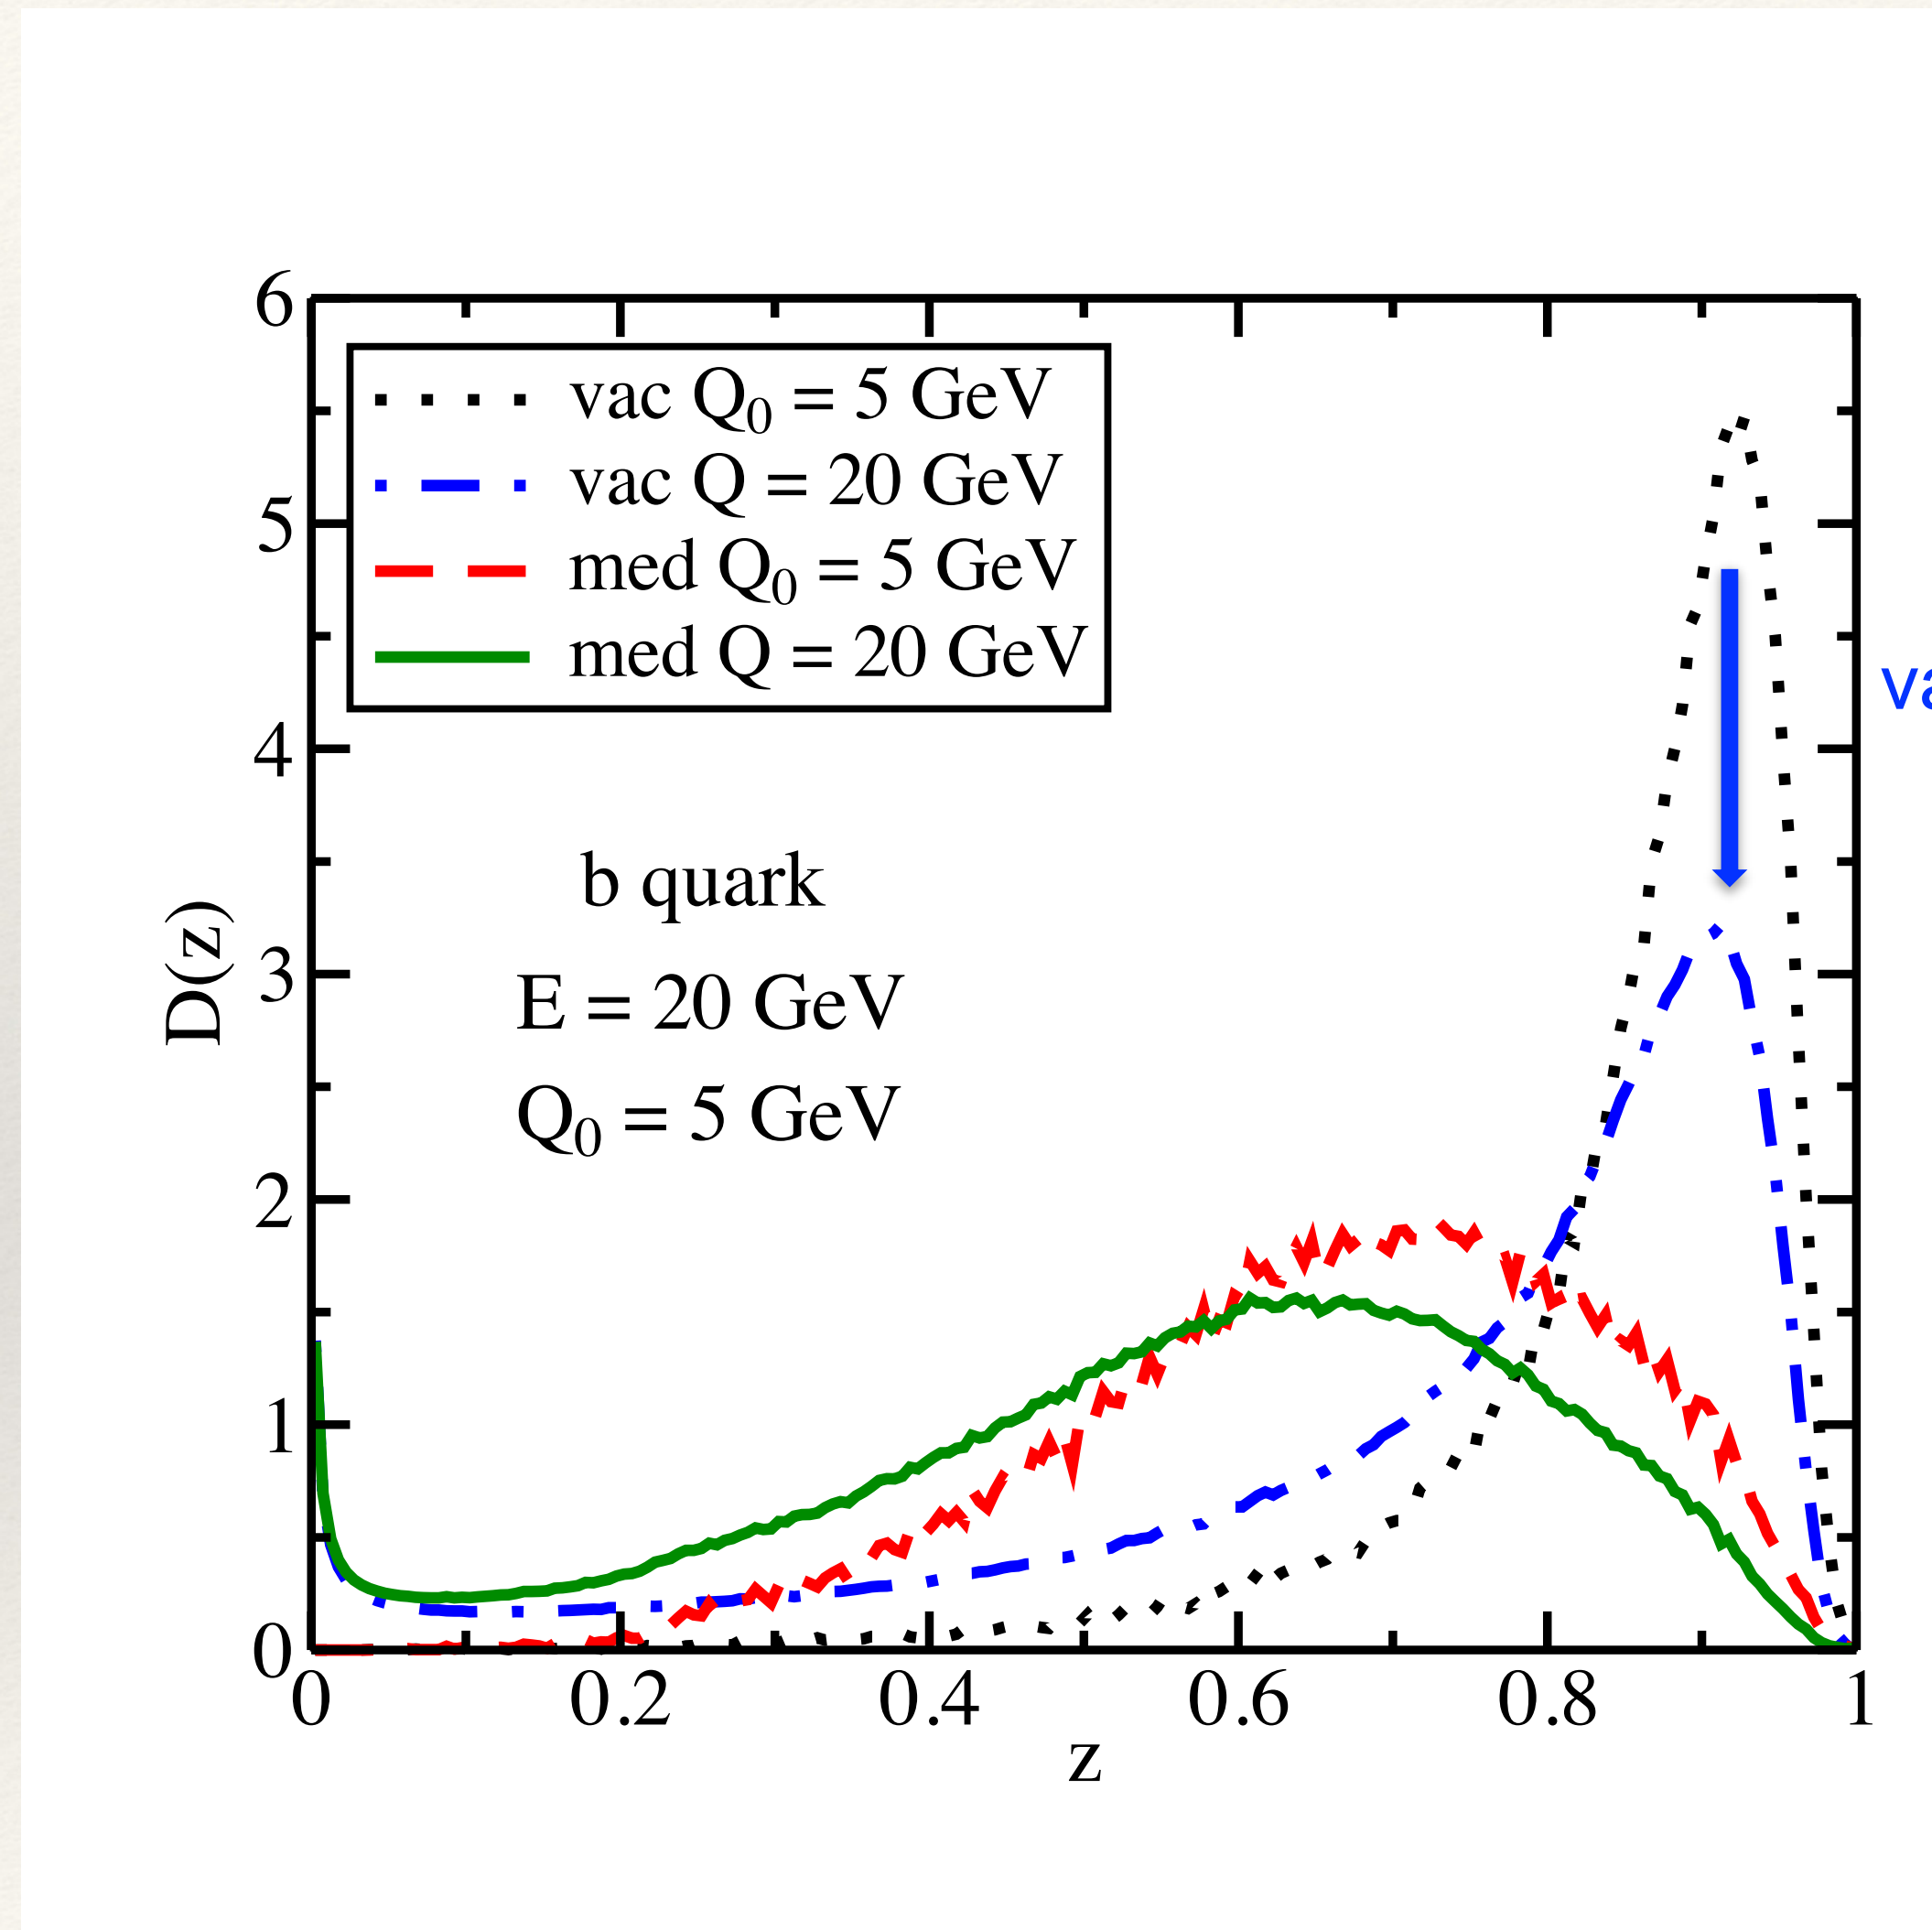 6
5
4
3
2
1
0
D(z)
vac Q₀ = 5 GeV
vac Q = 20 GeV
med Q₀ = 5 GeV
med Q = 20 GeV
b quark
E = 20 GeV
Q₀ = 5 GeV
0 0.2 0.4 0.6 0.8 1
z